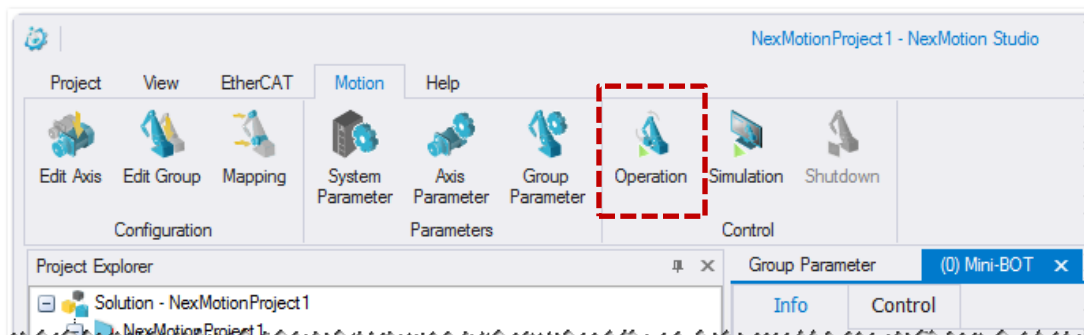 NexMotionProject1 - NexMotion Studio
Project View EtherCAT Motion Help
Edit Axis Edit Group Mapping System Parameter Axis Parameter Group Parameter Operation Simulation Shutdown
Configuration Parameters Control
Project Explorer Group Parameter (0) Mini-BOT
Solution - NexMotionProject1 Info Control
NexMotionProject1